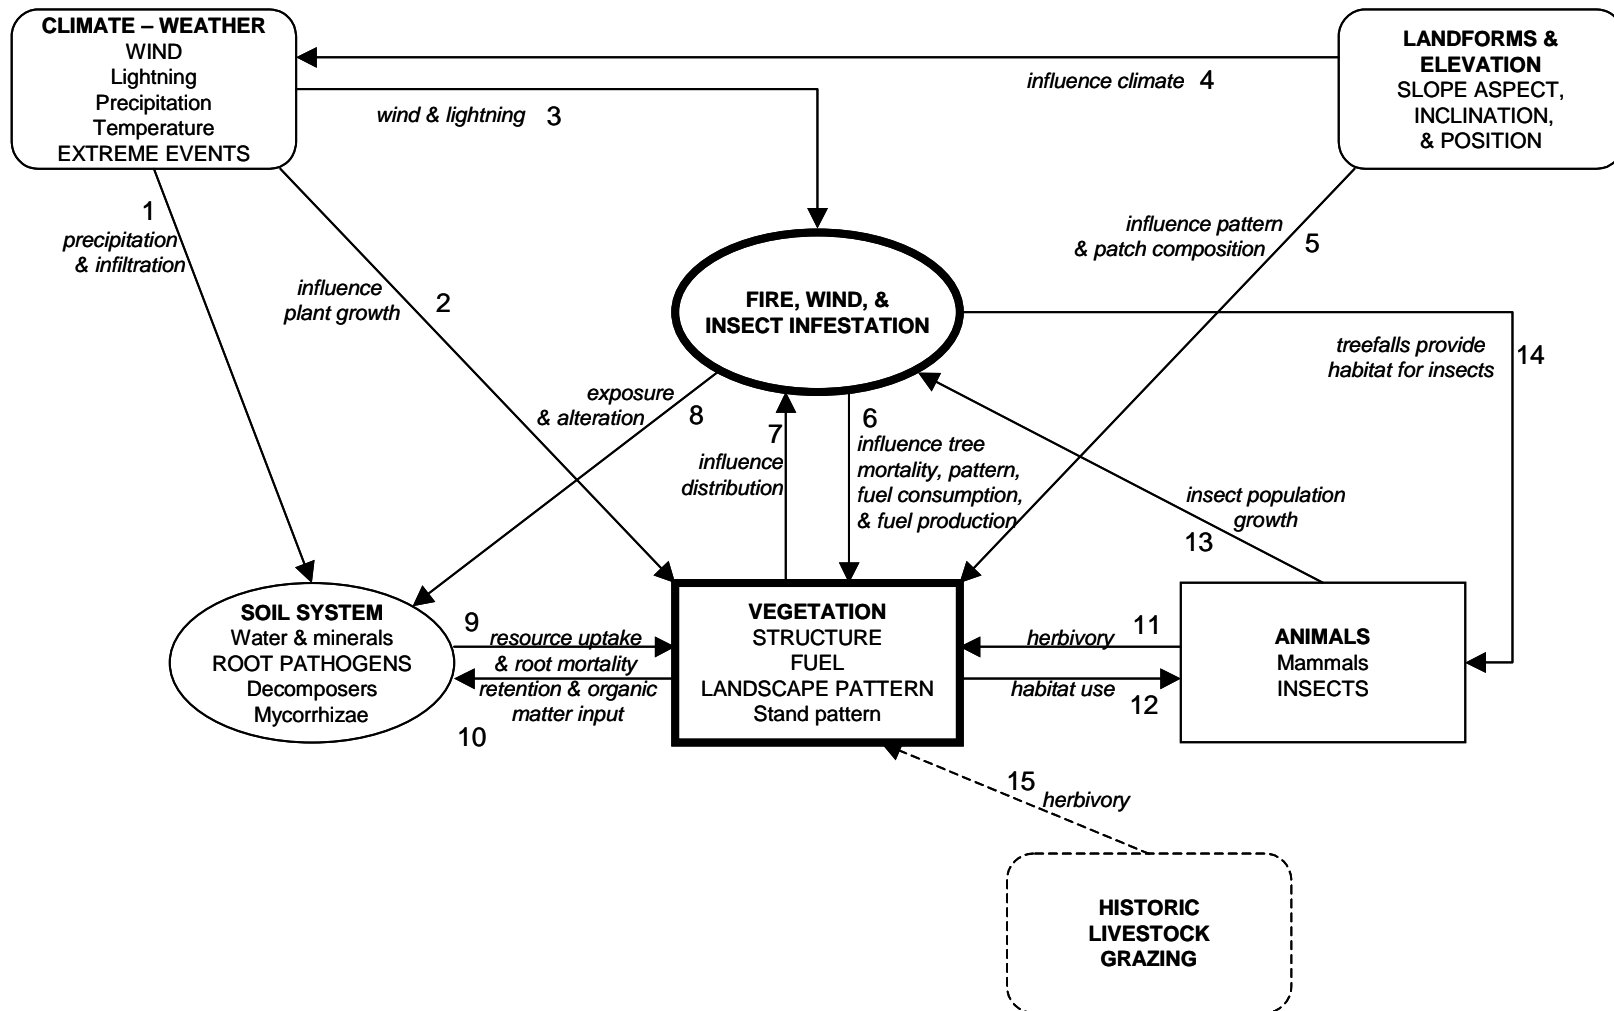 CLIMATE – WEATHER
WIND
Lightning
Precipitation
Temperature
EXTREME EVENTS
LANDFORMS &
ELEVATION
SLOPE ASPECT,
INCLINATION,
& POSITION
influence climate 4
wind & lightning 3
1
precipitation
& infiltration
influence
plant growth
2
influence pattern
& patch composition
5
FIRE, WIND, &
INSECT INFESTATION
treefalls provide
habitat for insects
14
exposure
& alteration
8
7
influence
distribution
6
influence tree
mortality, pattern,
fuel consumption,
& fuel production
insect population
growth
13
SOIL SYSTEM
Water & minerals
ROOT PATHOGENS
Decomposers
Mycorrhizae
9
resource uptake
& root mortality
retention & organic
matter input
10
VEGETATION
STRUCTURE
FUEL
LANDSCAPE PATTERN
Stand pattern
herbivory 11
habitat use
12
ANIMALS
Mammals
INSECTS
15
herbivory
HISTORIC
LIVESTOCK
GRAZING